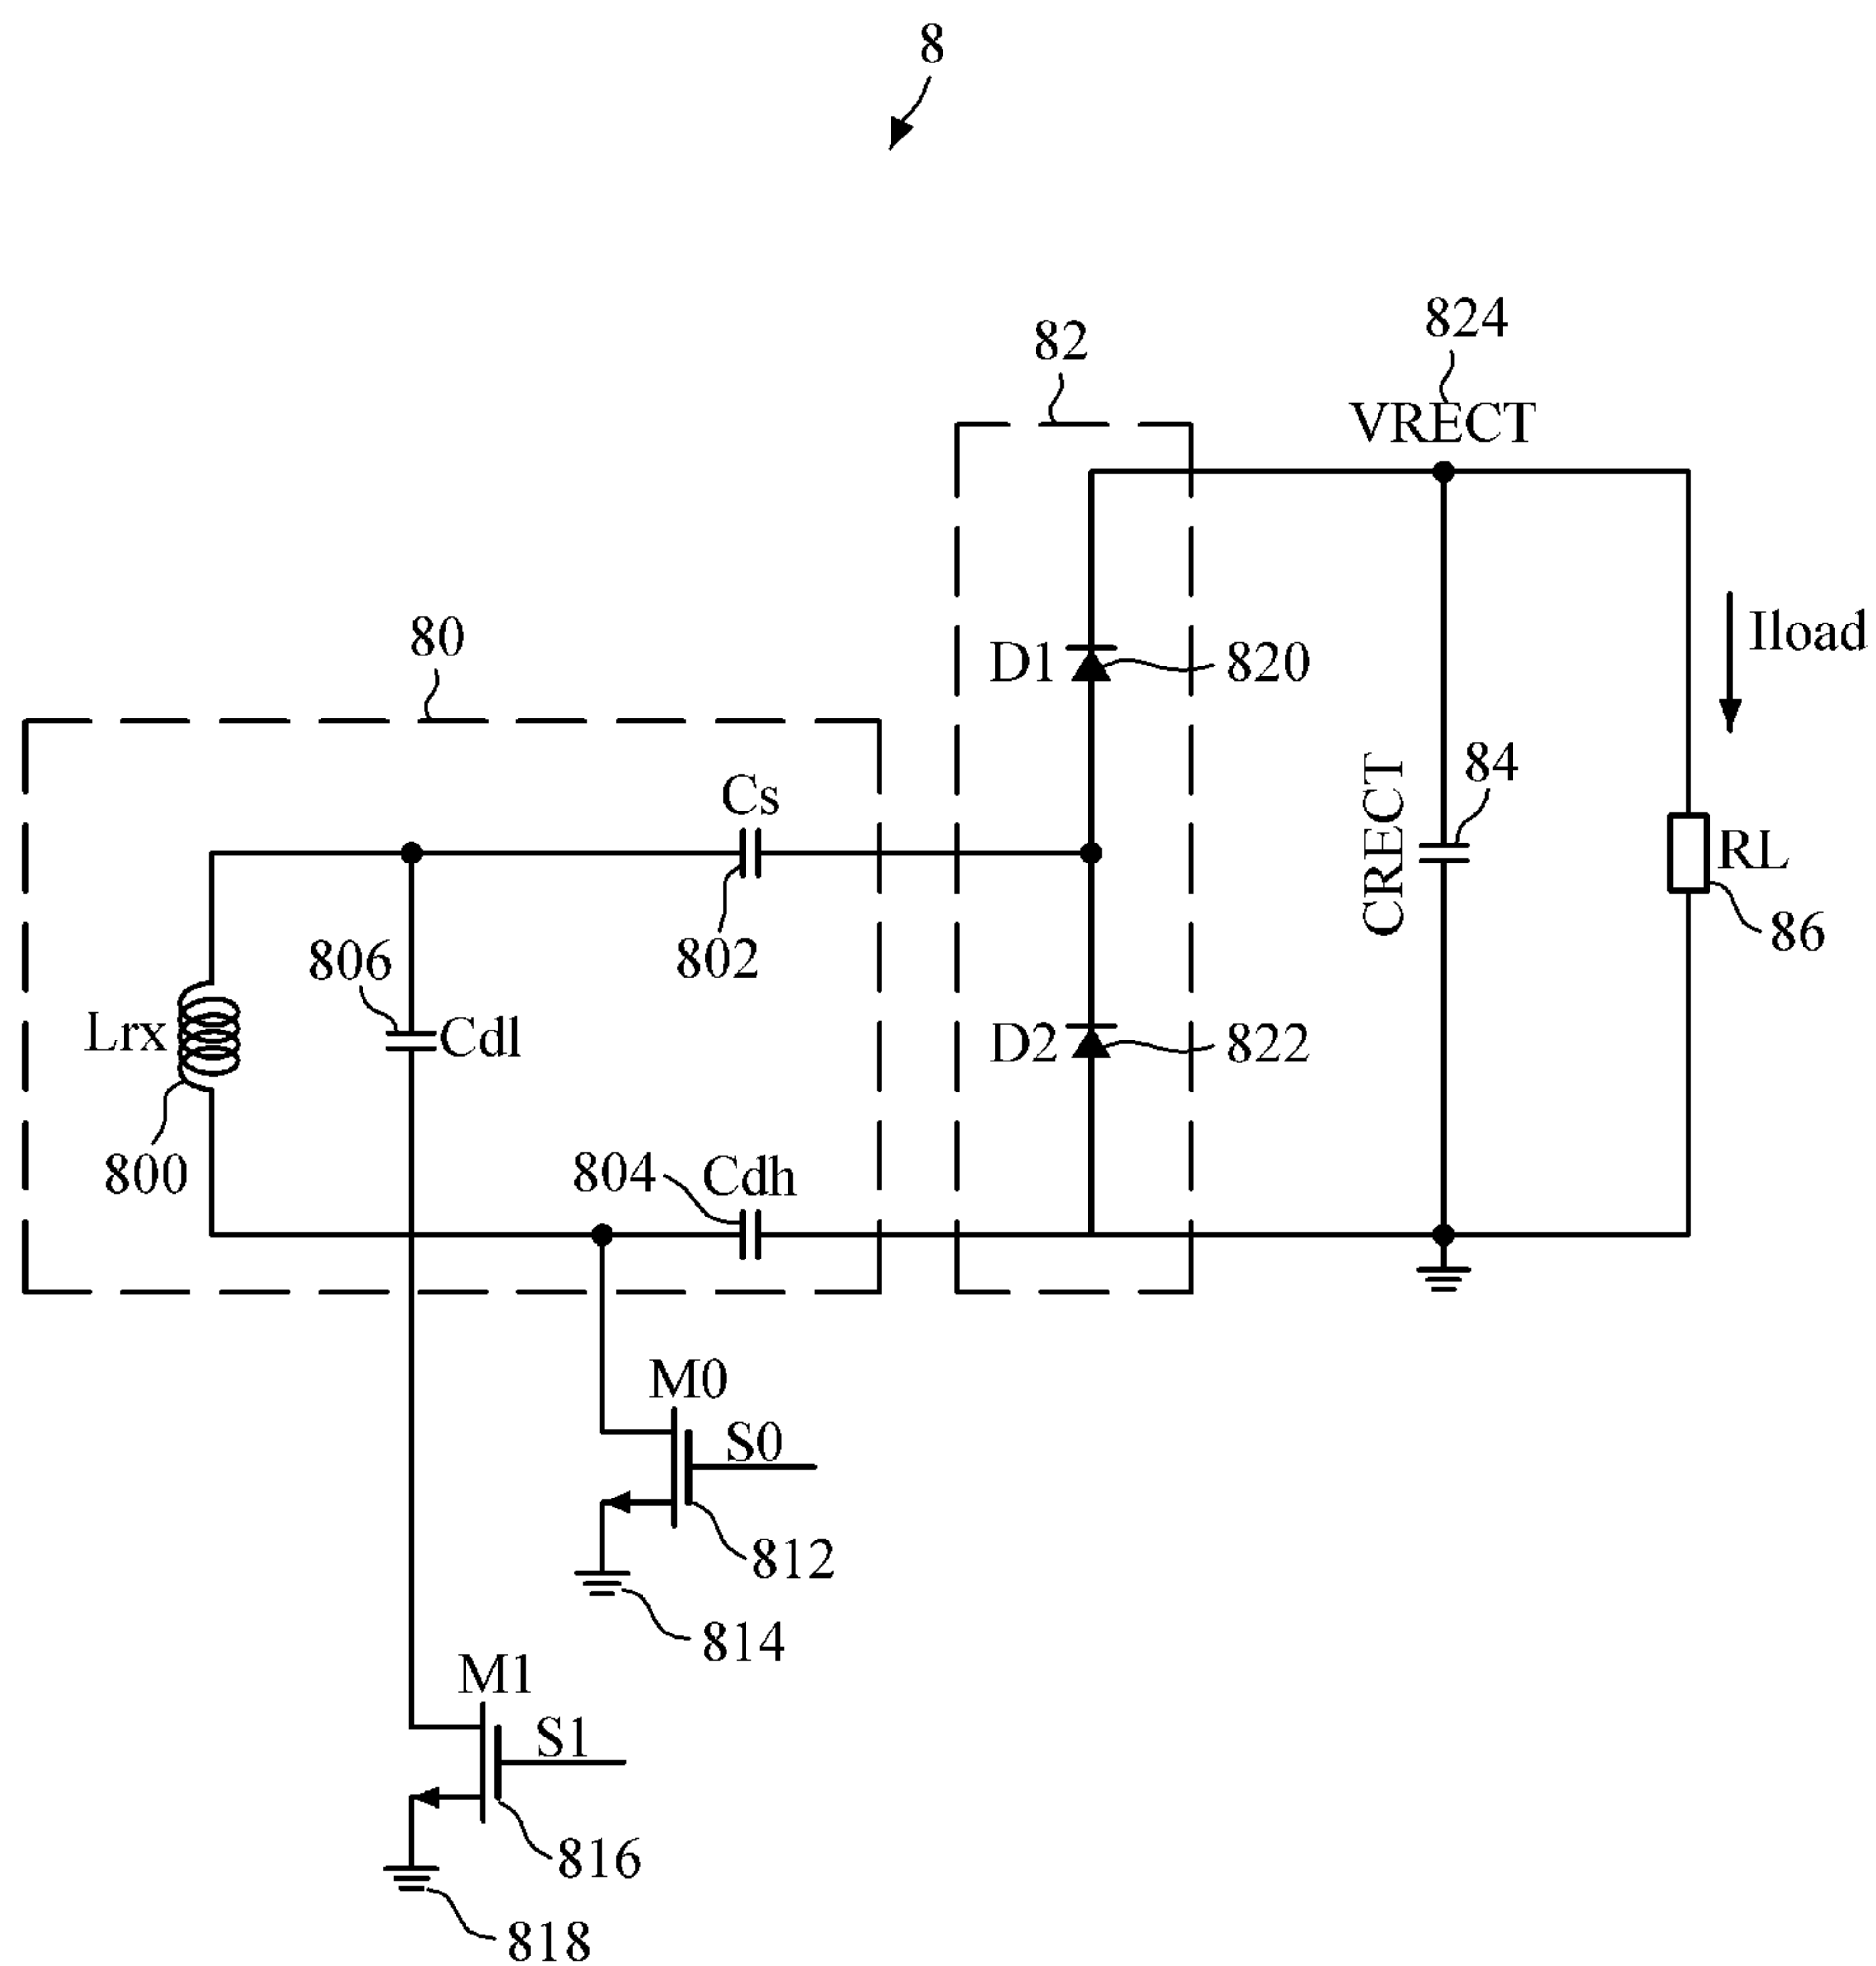 8
824
82
VRECT
80
Iload
D1
820
84
Cs
CRECT
RL
86
806
802
Lrx
Cdl
D2
822
800
804
Cdh
M0
S0
812
814
M1
S1
816
818